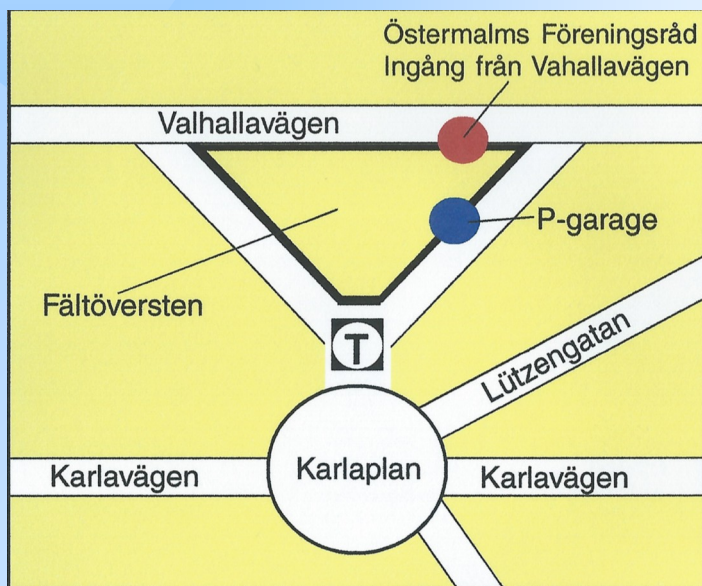 Östermalms Föreningsråd
Ingång från Vahallavägen
Valhallavägen
P-garage
Fältöversten
T
Lützengatan
Karlavägen
Karlaplan
Karlavägen